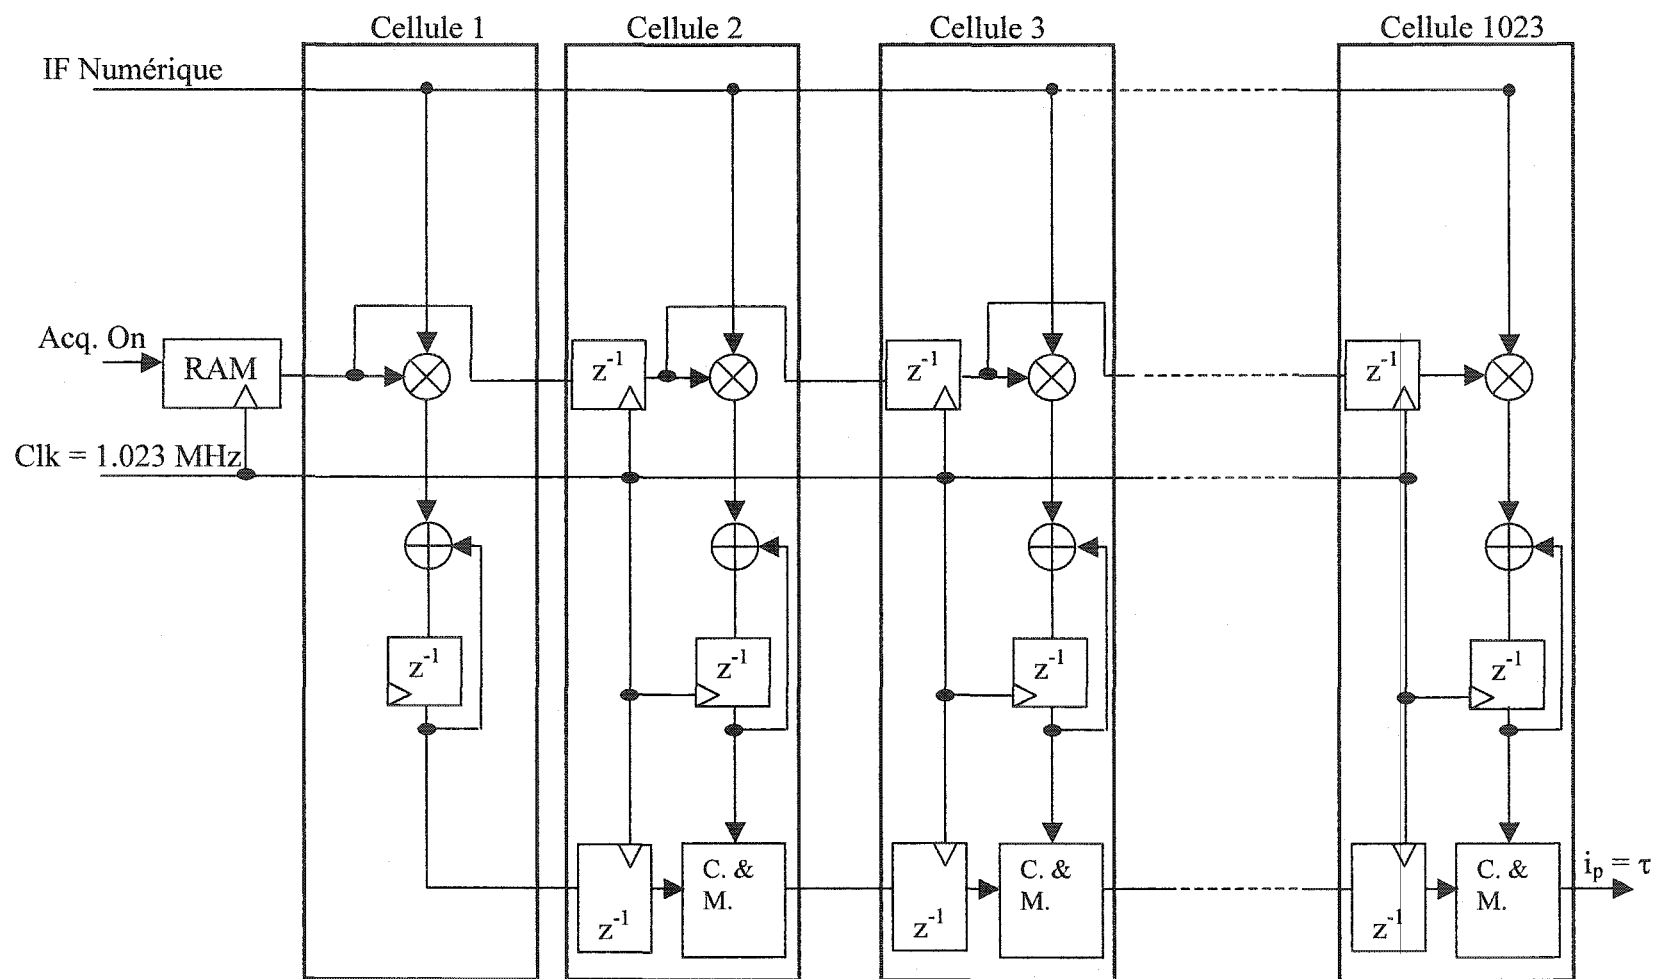 Cellule 1
Cellule 2
Cellule 3
Cellule 1023
IF Numérique
Acq. On
RAM
z⁻¹
z⁻¹
z⁻¹
Clk = 1.023 MHz
z⁻¹
z⁻¹
z⁻¹
z⁻¹
z⁻¹
C. &
M.
z⁻¹
C. &
M.
z⁻¹
C. &
M.
iₚ = τ